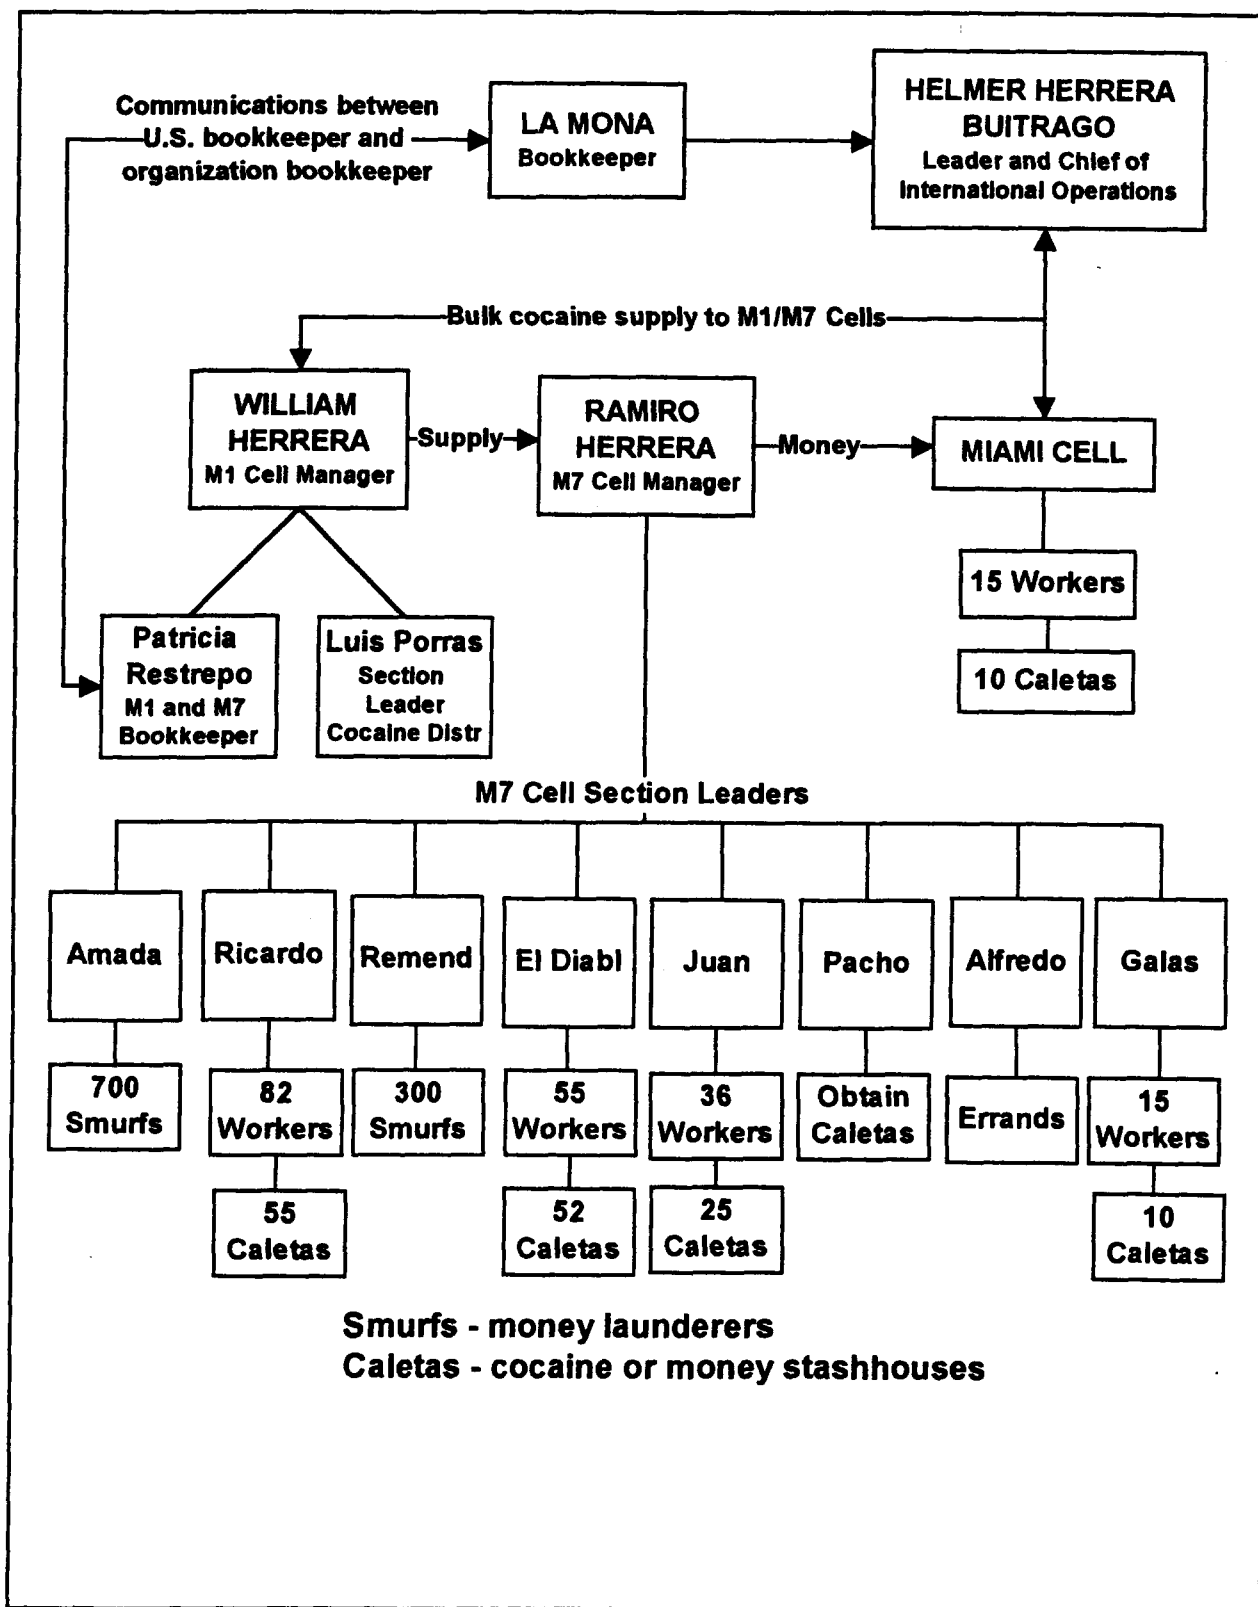 Communications between
U.S. bookkeeper and
organization bookkeeper
LA MONA
Bookkeeper
HELMER HERRERA
BUITRAGO
Leader and Chief of
International Operations
Bulk cocaine supply to M1/M7 Cells
WILLIAM
HERRERA
M1 Cell Manager
Supply
RAMIRO
HERRERA
M7 Cell Manager
Money
MIAMI CELL
15 Workers
10 Caletas
Patricia
Restrepo
M1 and M7
Bookkeeper
Luis Porras
Section
Leader
Cocaine Distr
M7 Cell Section Leaders
Amada
Ricardo
Remend
El Diabl
Juan
Pacho
Alfredo
Galas
700
Smurfs
82
Workers
300
Smurfs
55
Workers
36
Workers
Obtain
Caletas
Errands
15
Workers
55
Caletas
52
Caletas
25
Caletas
10
Caletas
Smurfs - money launderers
Caletas - cocaine or money stashhouses